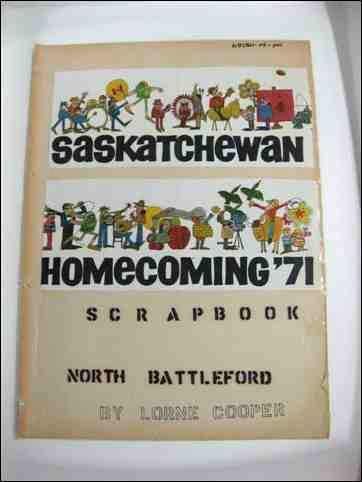 SASKATCHEWAN
HOMECOMING '71
SCRAPBOOK
NORTH BATTLEFORD
BY LORNE COOPER